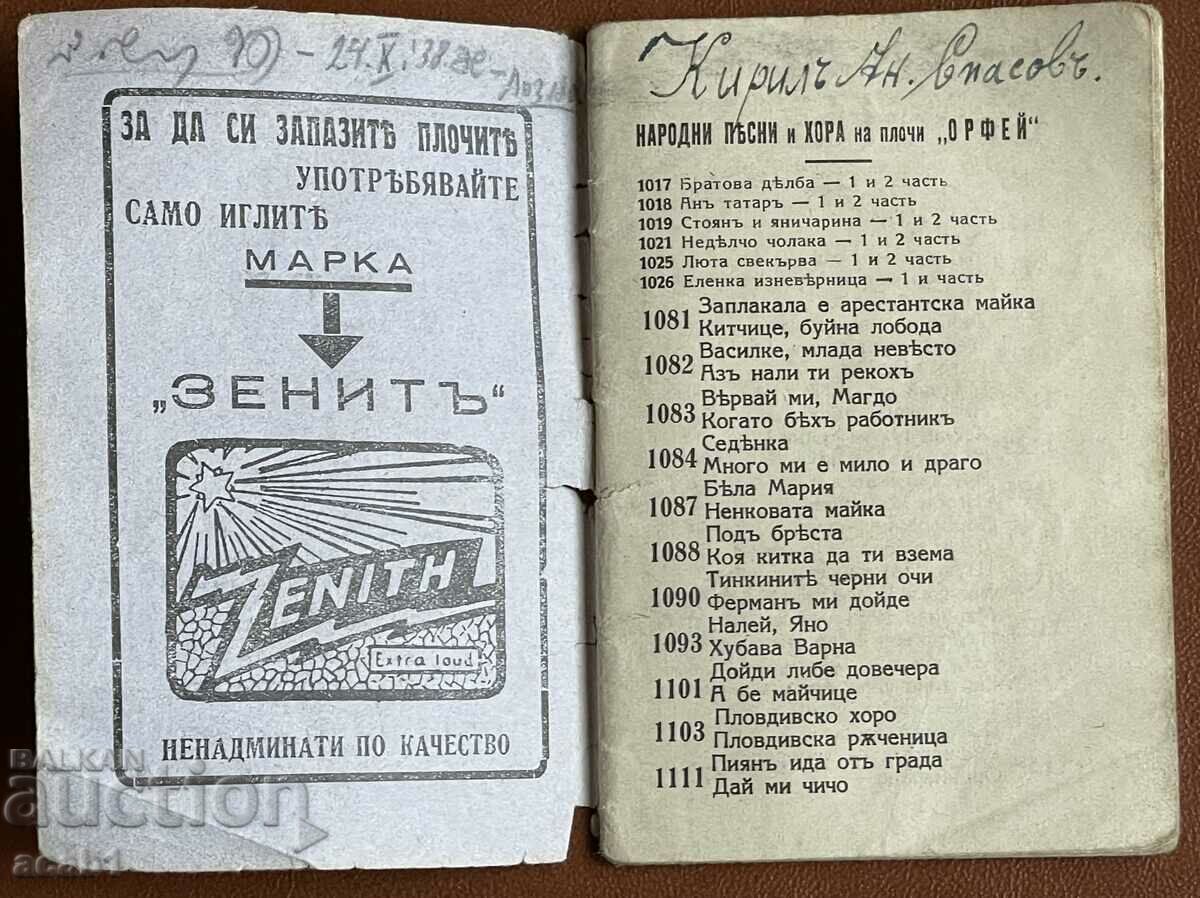 24.X.38
ЗА ДА СИ ЗАПАЗИТѢ ПЛОЧИТѢ
УПОТРѢБЯВАЙТЕ
САМО ИГЛИТѢ
МАРКА
„ЗЕНИТЪ“
ZENITH
Extra loud
НЕНАДМИНАТИ ПО КАЧЕСТВО
Кирилъ Ан. Спасовъ.
НАРОДНИ ПѢСНИ и ХОРА на плочи „ОРФЕЙ“
1017 Братова дѣлба — 1 и 2 часть
1018 Анъ татаръ — 1 и 2 часть
1019 Стоянъ и яничарина — 1 и 2 часть
1021 Недѣлчо чолака — 1 и 2 часть
1025 Люта свекърва — 1 и 2 часть
1026 Еленка изневѣрница — 1 и часть
1081 Заплакала е арестантска майка
Китчице, буйна лобода
1082 Василке, млада невѣсто
Азъ нали ти рекохъ
1083 Вѣрвай ми, Магдо
Когато бѣхъ работникъ
1084 Седѣнка
Много ми е мило и драго
1087 Бѣла Мария
Ненковата майка
1088 Подъ брѣста
Коя китка да ти взема
1090 Тинкинитѣ черни очи
Ферманъ ми дойде
1093 Налей, Яно
Хубава Варна
1101 Дойди либе довечера
А бе майчице
1103 Пловдивско хоро
Пловдивска рѫченица
1111 Пиянъ ида отъ града
Дай ми чичо
BALKAN
auction
acab1